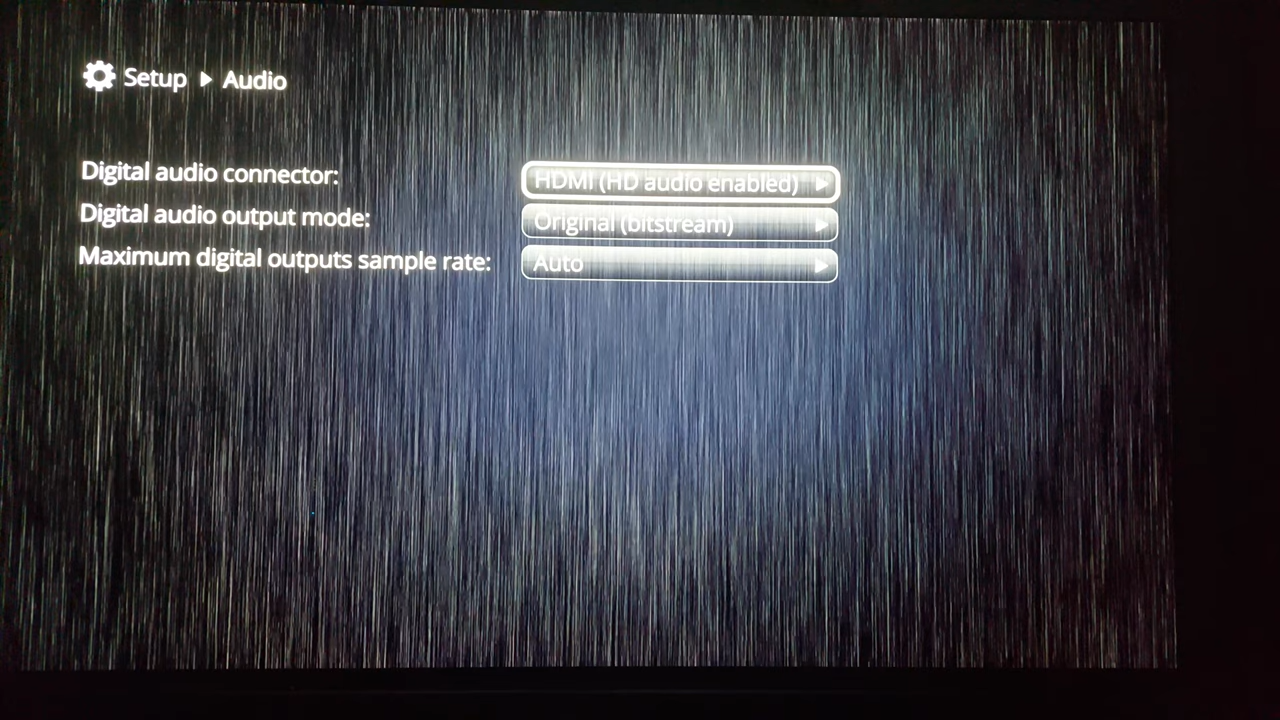 Setup ▸ Audio
Digital audio connector: HDMI (HD audio enabled)
Digital audio output mode: Original (bitstream)
Maximum digital outputs sample rate: Auto